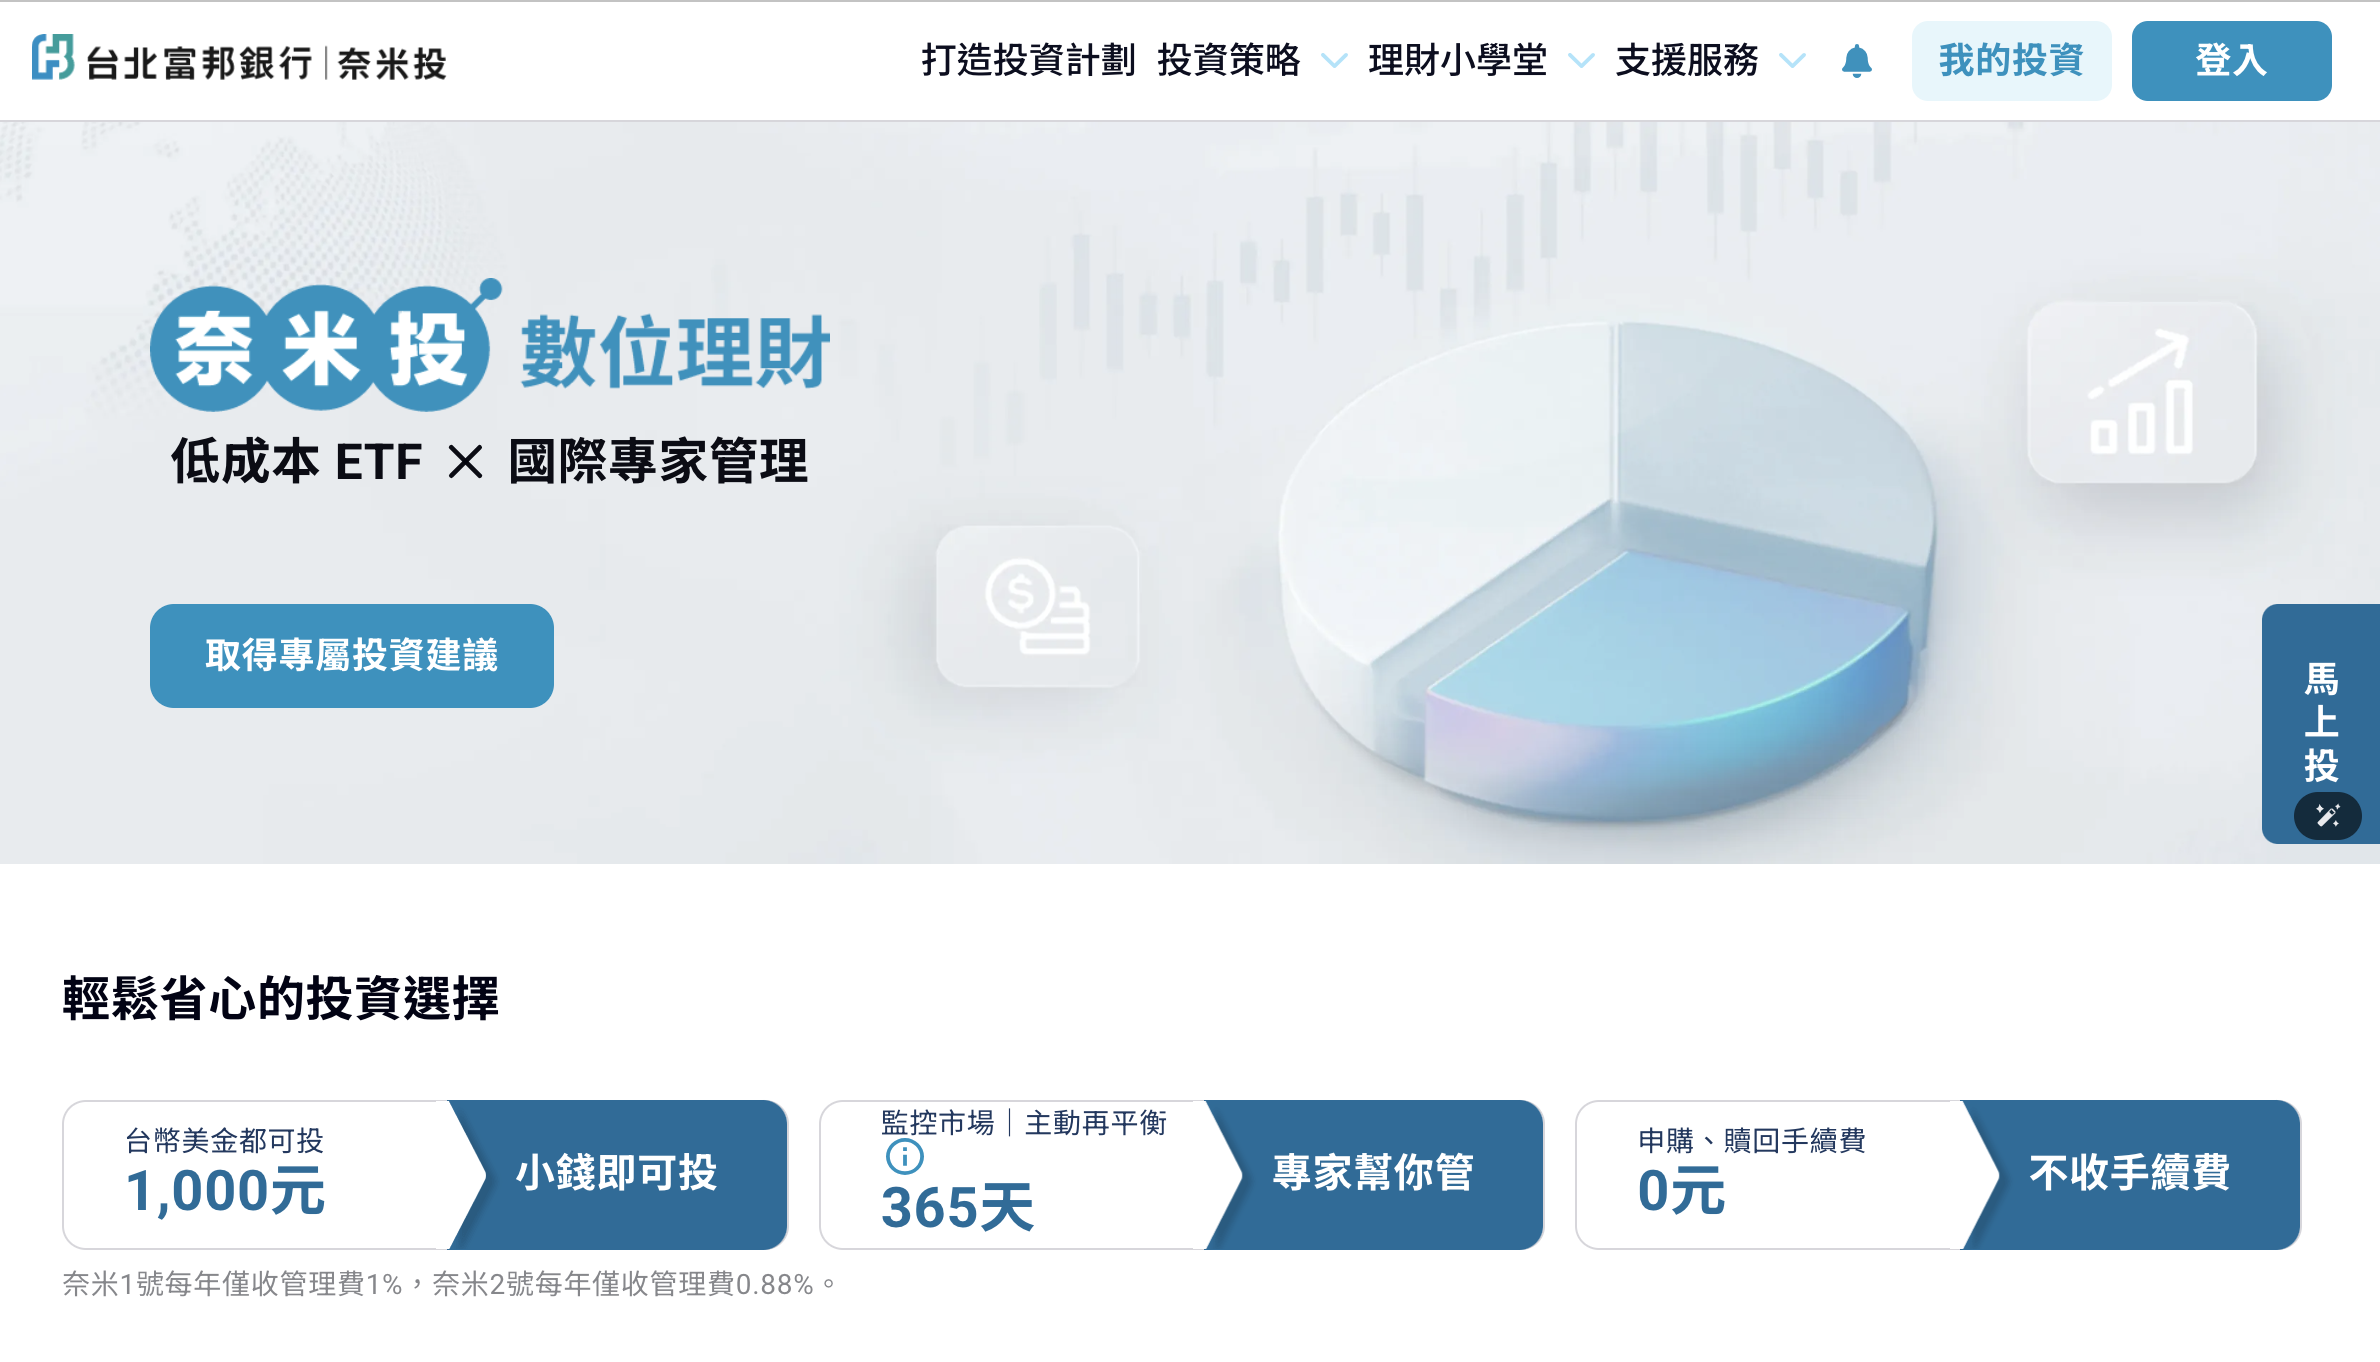 台北富邦銀行|奈米投
打造投資計劃 投資策略 理財小學堂 支援服務 我的投資 登入
奈米投 數位理財
低成本 ETF × 國際專家管理
取得專屬投資建議
馬上投
輕鬆省心的投資選擇
台幣美金都可投
1,000元
小錢即可投
監控市場|主動再平衡
365天
專家幫你管
申購、贖回手續費
0元
不收手續費
奈米1號每年僅收管理費1%，奈米2號每年僅收管理費0.88%。